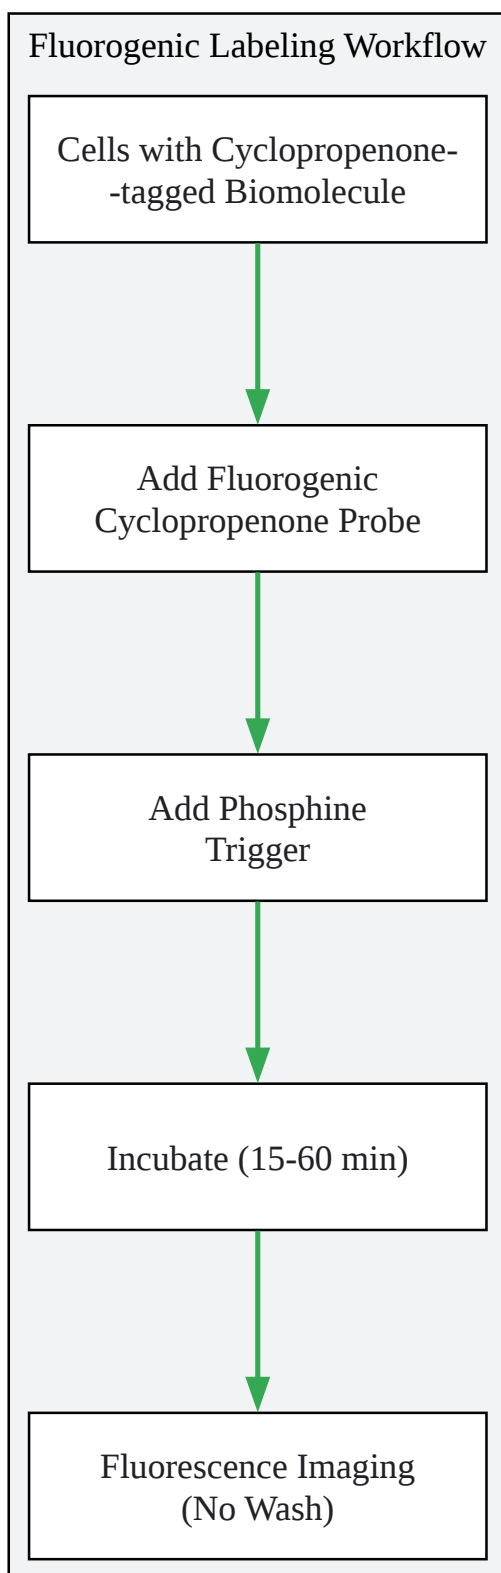 Fluorogenic Labeling Workflow
Cells with Cyclopropenone-
-tagged Biomolecule
Add Fluorogenic
Cyclopropenone Probe
Add Phosphine
Trigger
Incubate (15-60 min)
Fluorescence Imaging
(No Wash)